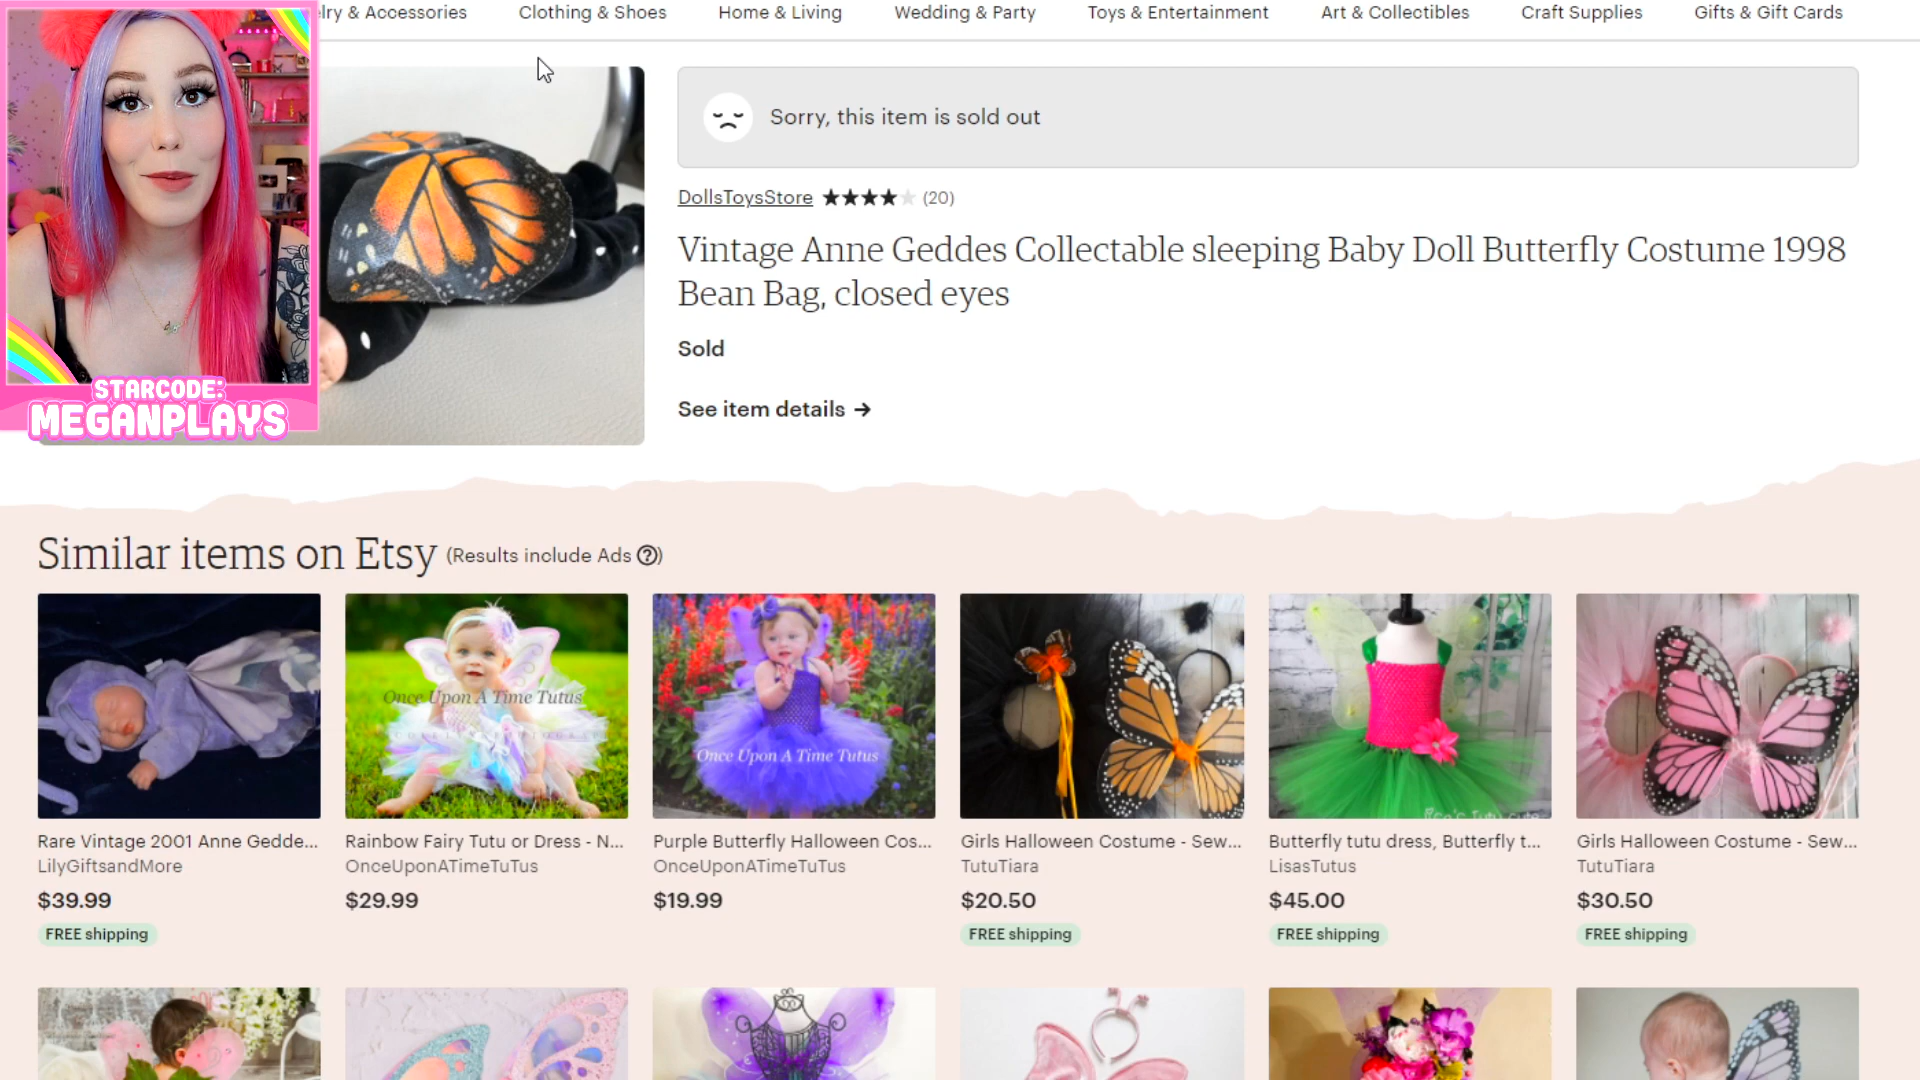 lry & Accessories
Clothing & Shoes
Home & Living
Wedding & Party
Toys & Entertainment
Art & Collectibles
Craft Supplies
Gifts & Gift Cards
STARCODE:
MEGANPLAYS
Sorry, this item is sold out
DollsToysStore ★★★★★ (20)
Vintage Anne Geddes Collectable sleeping Baby Doll Butterfly Costume 1998
Bean Bag, closed eyes
Sold
See item details →
Similar items on Etsy (Results include Ads ?)
Once Upon A Time Tutus
Once Upon A Time Tutus
Rare Vintage 2001 Anne Gedde...
LilyGiftsandMore
$39.99
FREE shipping
Rainbow Fairy Tutu or Dress - N...
OnceUponATimeTuTus
$29.99
Purple Butterfly Halloween Cos...
OnceUponATimeTuTus
$19.99
Girls Halloween Costume - Sew...
TutuTiara
$20.50
FREE shipping
Butterfly tutu dress, Butterfly t...
LisasTutus
$45.00
FREE shipping
Girls Halloween Costume - Sew...
TutuTiara
$30.50
FREE shipping